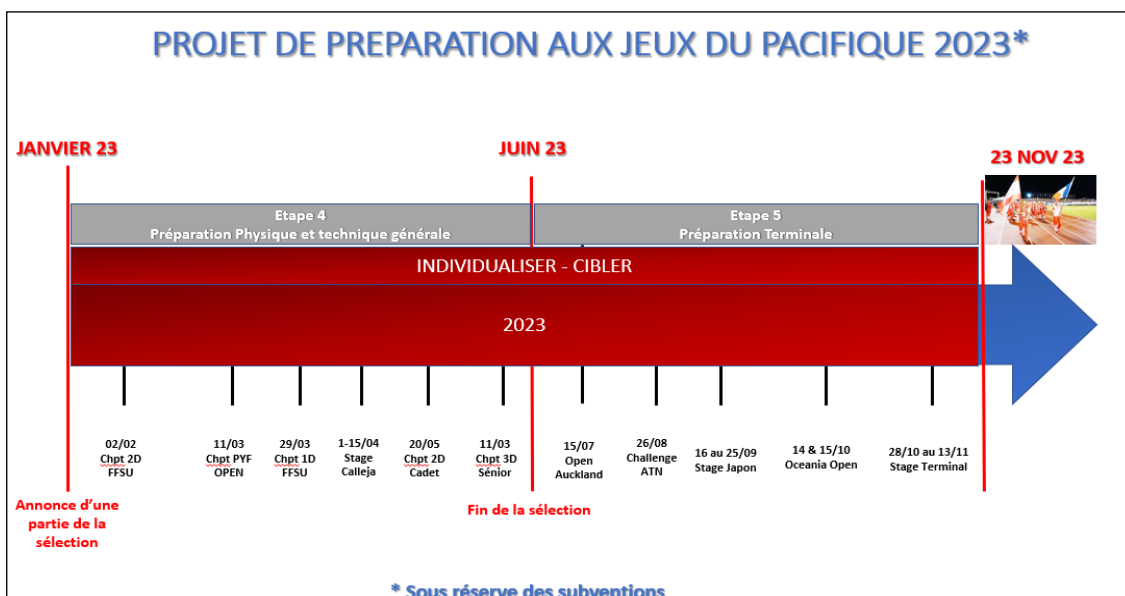 PROJET DE PREPARATION AUX JEUX DU PACIFIQUE 2023*
JANVIER 23
JUIN 23
23 NOV 23
Etape 4
Préparation Physique et technique générale
Etape 5
Préparation Terminale
INDIVIDUALISER - CIBLER
2023
02/02
Chpt 2D
FFSU
11/03
Chpt PYF
OPEN
29/03
Chpt 1D
FFSU
1-15/04
Stage
Calleja
20/05
Chpt 2D
Cadet
11/03
Chpt 3D
Sénior
15/07
Open
Auckland
26/08
Challenge
ATN
16 au 25/09
Stage Japon
14 & 15/10
Oceania Open
28/10 au 13/11
Stage Terminal
Annonce d'une
partie de la
sélection
Fin de la sélection
* Sous réserve des subventions